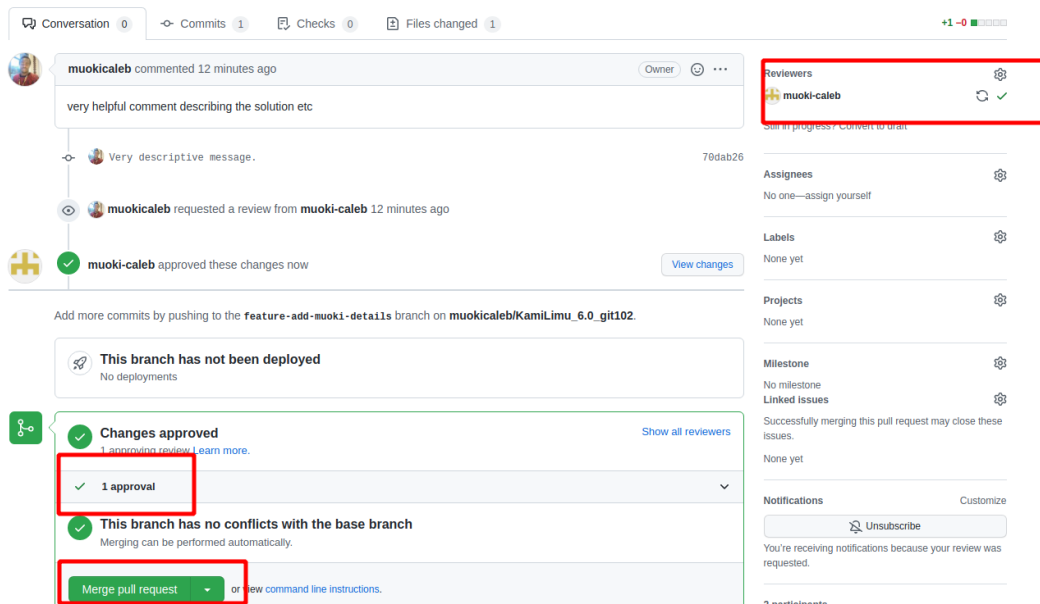 Conversation 0 Commits 1 Checks 0 Files changed 1 +1 −0
muokicaleb commented 12 minutes ago Owner
very helpful comment describing the solution etc
Very descriptive message. 70dab26
muokicaleb requested a review from muoki-caleb 12 minutes ago
muoki-caleb approved these changes now View changes
Add more commits by pushing to the feature-add-muoki-details branch on muokicaleb/KamiLimu_6.0_git102.
This branch has not been deployed
No deployments
Changes approved Show all reviewers
1 approving review Learn more.
1 approval
This branch has no conflicts with the base branch
Merging can be performed automatically.
Merge pull request or view command line instructions.
Reviewers
muoki-caleb
Still in progress? Convert to draft
Assignees
No one—assign yourself
Labels
None yet
Projects
None yet
Milestone
No milestone
Linked issues
Successfully merging this pull request may close these
issues.
None yet
Notifications Customize
Unsubscribe
You're receiving notifications because your review was
requested.
2 participants